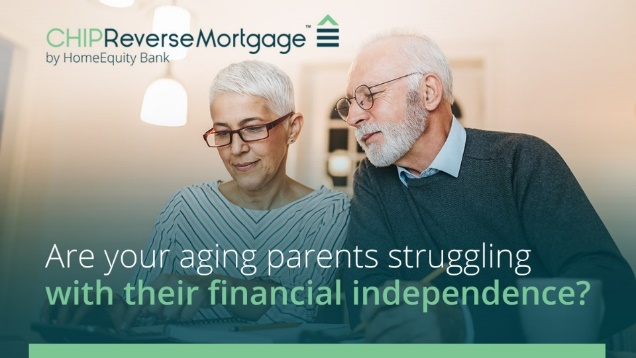 CHIPReverseMortgage™
by HomeEquity Bank
Are your aging parents struggling
with their financial independence?